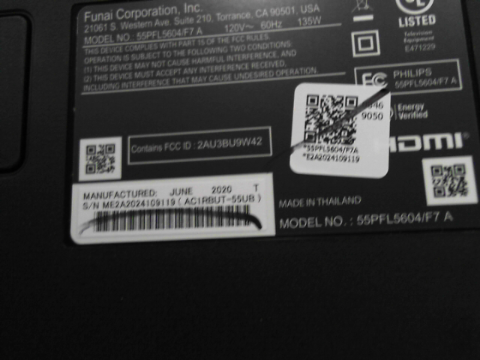 Funai Corporation, Inc.
21061 S. Western Ave. Suite 210, Torrance, CA 90501, USA
MODEL NO.: 55PFL5604/F7 120V~ 60Hz 135W
THIS DEVICE COMPLIES WITH PART 15 OF THE FCC RULES.
OPERATION IS SUBJECT TO THE FOLLOWING TWO CONDITIONS:
(1) THIS DEVICE MAY NOT CAUSE HARMFUL INTERFERENCE, AND
(2) THIS DEVICE MUST ACCEPT ANY INTERFERENCE RECEIVED,
INCLUDING INTERFERENCE THAT MAY CAUSE UNDESIRED OPERATION.
UL
LISTED
Television
Equipment
E471229
FC
PHILIPS
55PFL5604/F7 A
9050
Energy
Verified
HDMI
*55PFL5604/F7A
*E2A2024109119
Contains FCC ID : 2AU3BU9W42
MANUFACTURED: JUNE 2020 T
S/N ME2A2024109119 ( AC1RBUT-55UB )
MADE IN THAILAND
MODEL NO. : 55PFL5604/F7 A